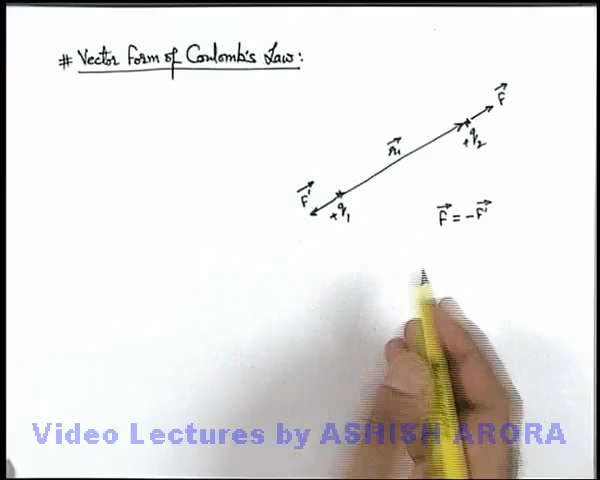 # Vector form of Coulomb's Law:
F
+q2
r
F'
+q1
F = -F'
Video Lectures by ASHISH ARORA